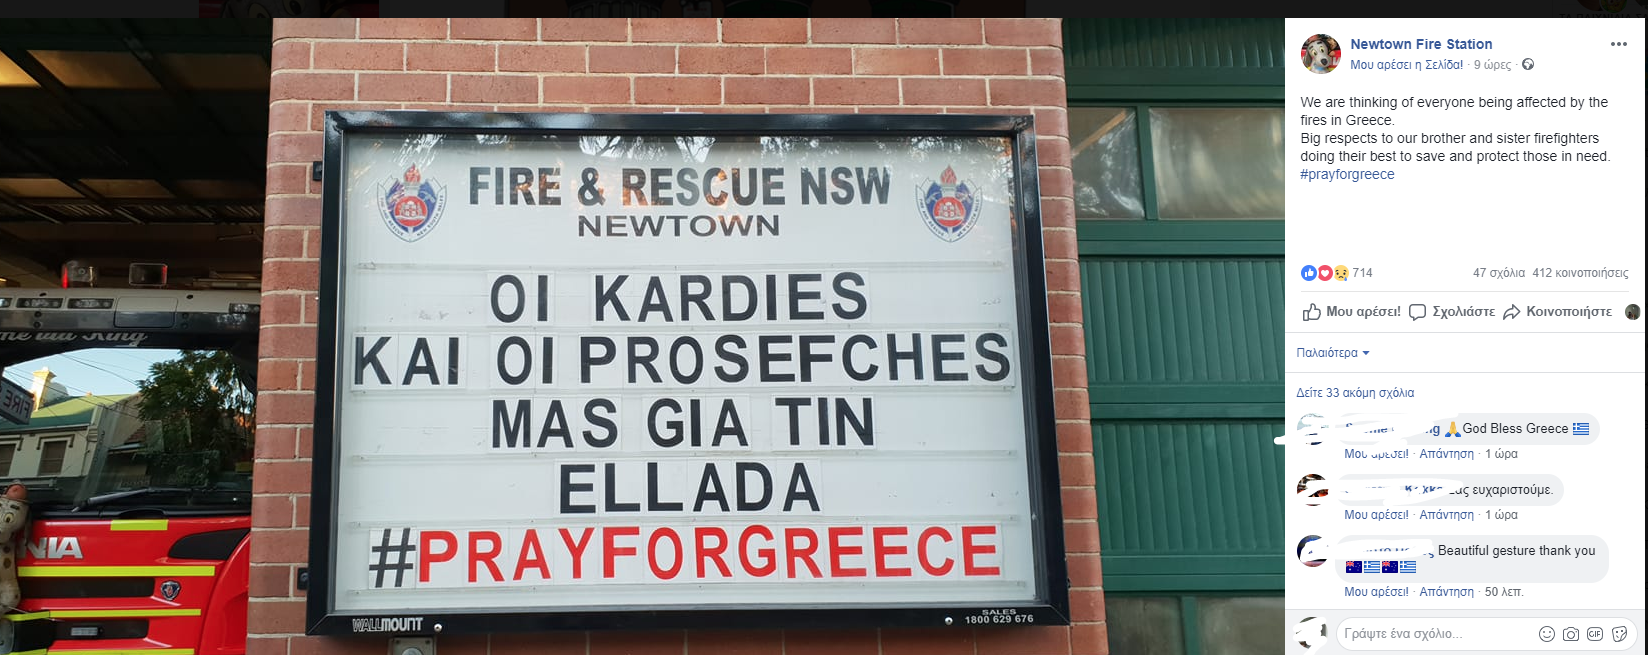 FIRE & RESCUE NSW
NEWTOWN
OI KARDIES
KAI OI PROSEFCHES
MAS GIA TIN
ELLADA
#PRAYFORGREECE
WALLMOUNT
SALES
1800 629 676
FIRE
NIA
King
Newtown Fire Station
Μου αρέσει η Σελίδα! · 9 ώρες ·
We are thinking of everyone being affected by the
fires in Greece.
Big respects to our brother and sister firefighters
doing their best to save and protect those in need.
#prayforgreece
714
47 σχόλια 412 κοινοποιήσεις
Μου αρέσει! Σχολιάστε Κοινοποιήστε
Παλαιότερα
Δείτε 33 ακόμη σχόλια
🙏God Bless Greece 🇬🇷
Μου αρέσει! · Απάντηση · 1 ώρα
Σας ευχαριστούμε.
Μου αρέσει! · Απάντηση · 1 ώρα
Beautiful gesture thank you
🇦🇺🇬🇷🇦🇺🇬🇷
Μου αρέσει! · Απάντηση · 50 λεπ.
Γράψτε ένα σχόλιο...
GIF